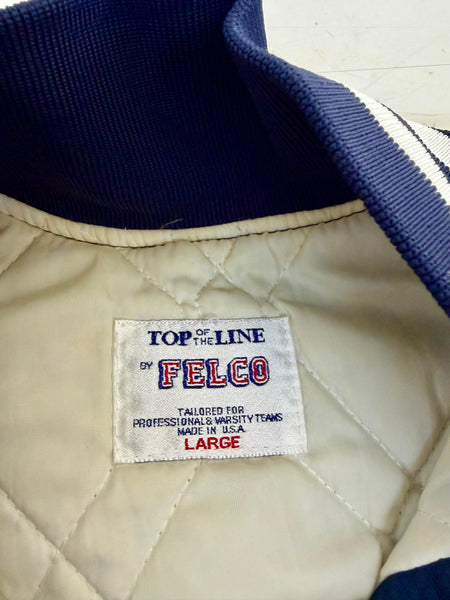 TOP OF THE LINE
BY FELCO
TAILORED FOR
PROFESSIONAL & VARSITY TEAMS
MADE IN U.S.A.
LARGE